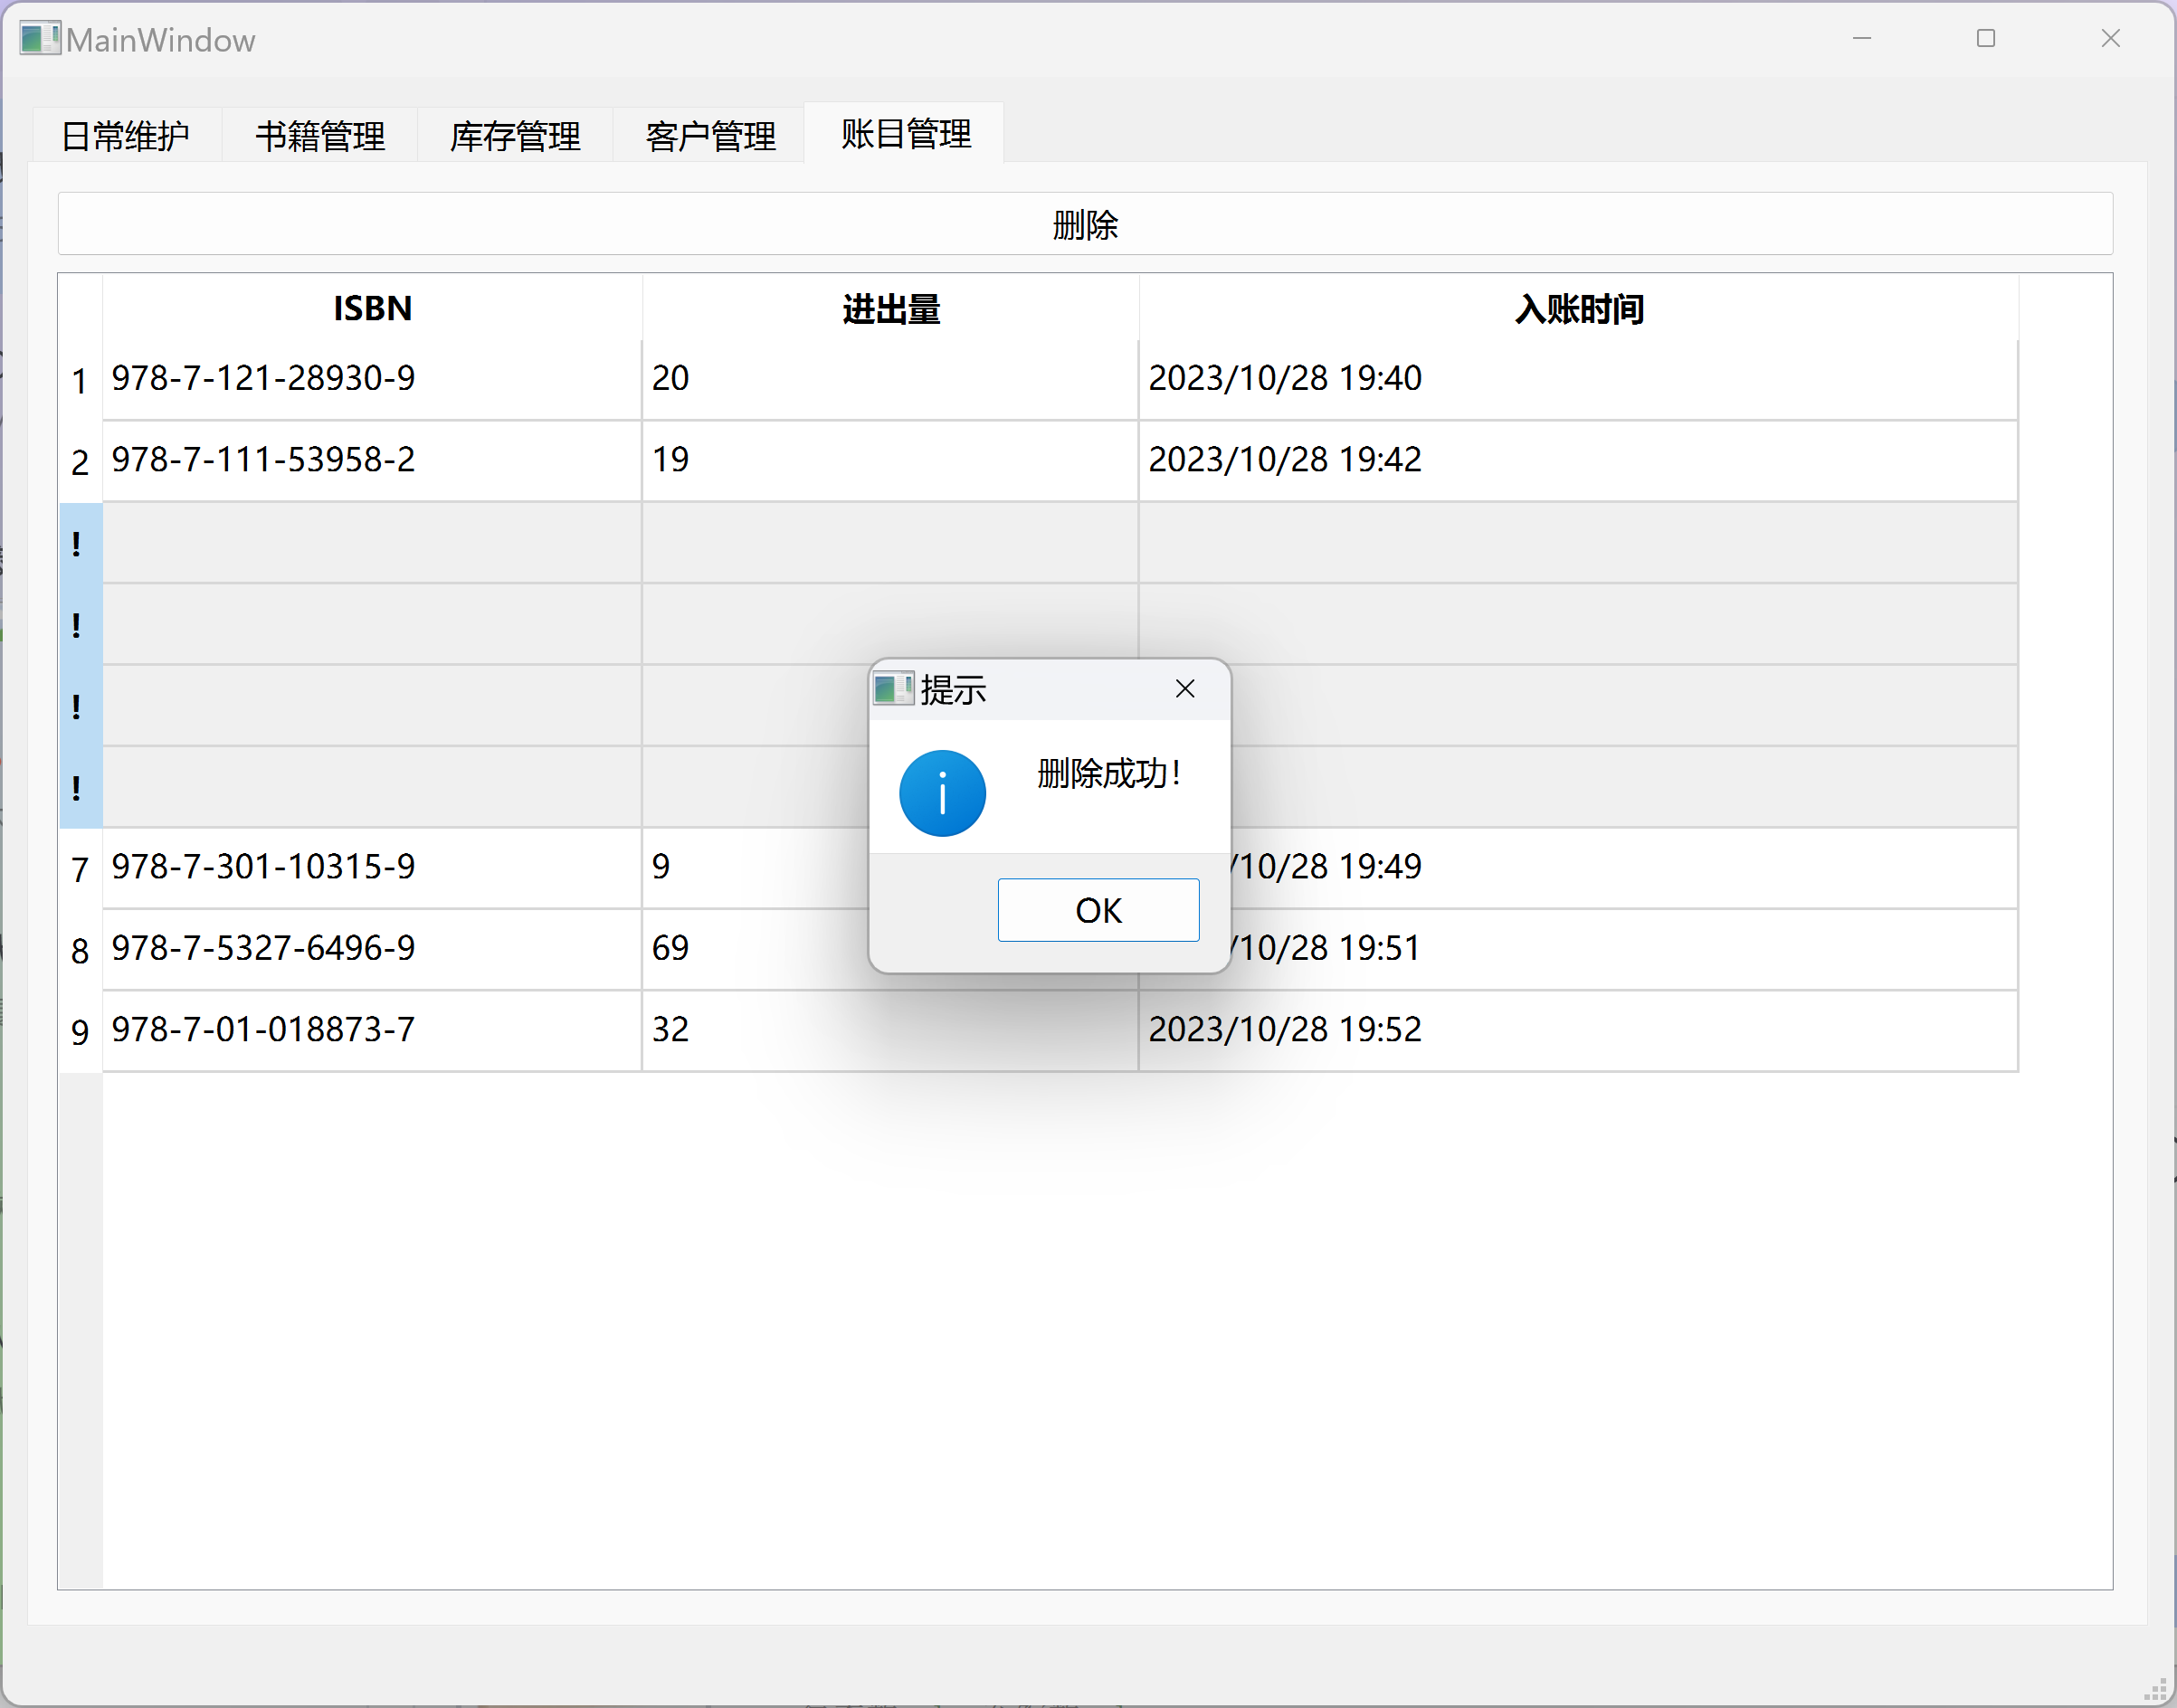 MainWindow
日常维护 书籍管理 库存管理 客户管理 账目管理
删除
ISBN 进出量 入账时间
1 978-7-121-28930-9 20 2023/10/28 19:40
2 978-7-111-53958-2 19 2023/10/28 19:42
!
!
!
!
提示
删除成功!
OK
7 978-7-301-10315-9 9 /10/28 19:49
8 978-7-5327-6496-9 69 /10/28 19:51
9 978-7-01-018873-7 32 2023/10/28 19:52